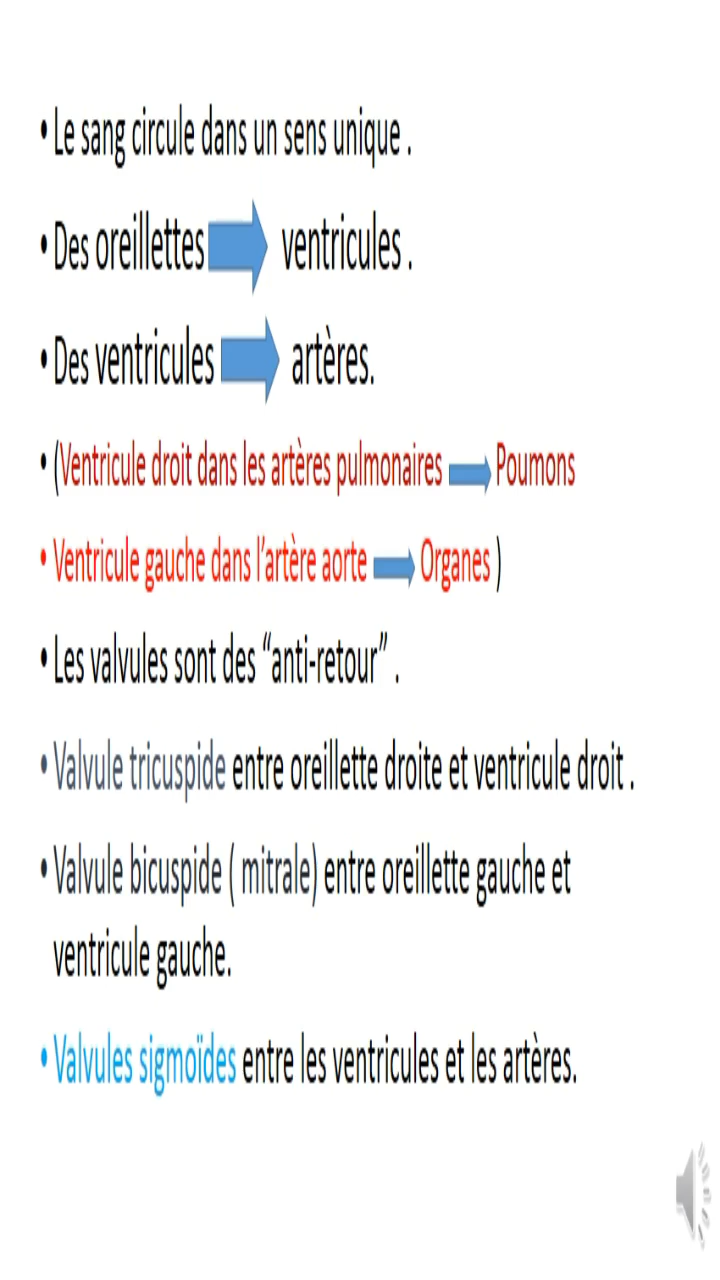 • Le sang circule dans un sens unique .
• Des oreillettes ventricules .
• Des ventricules artères.
• (Ventricule droit dans les artères pulmonaires Poumons
• Ventricule gauche dans l’artère aorte Organes )
• Les valvules sont des “anti-retour” .
• Valvule tricuspide entre oreillette droite et ventricule droit .
• Valvule bicuspide ( mitrale) entre oreillette gauche et
ventricule gauche.
• Valvules sigmoïdes entre les ventricules et les artères.